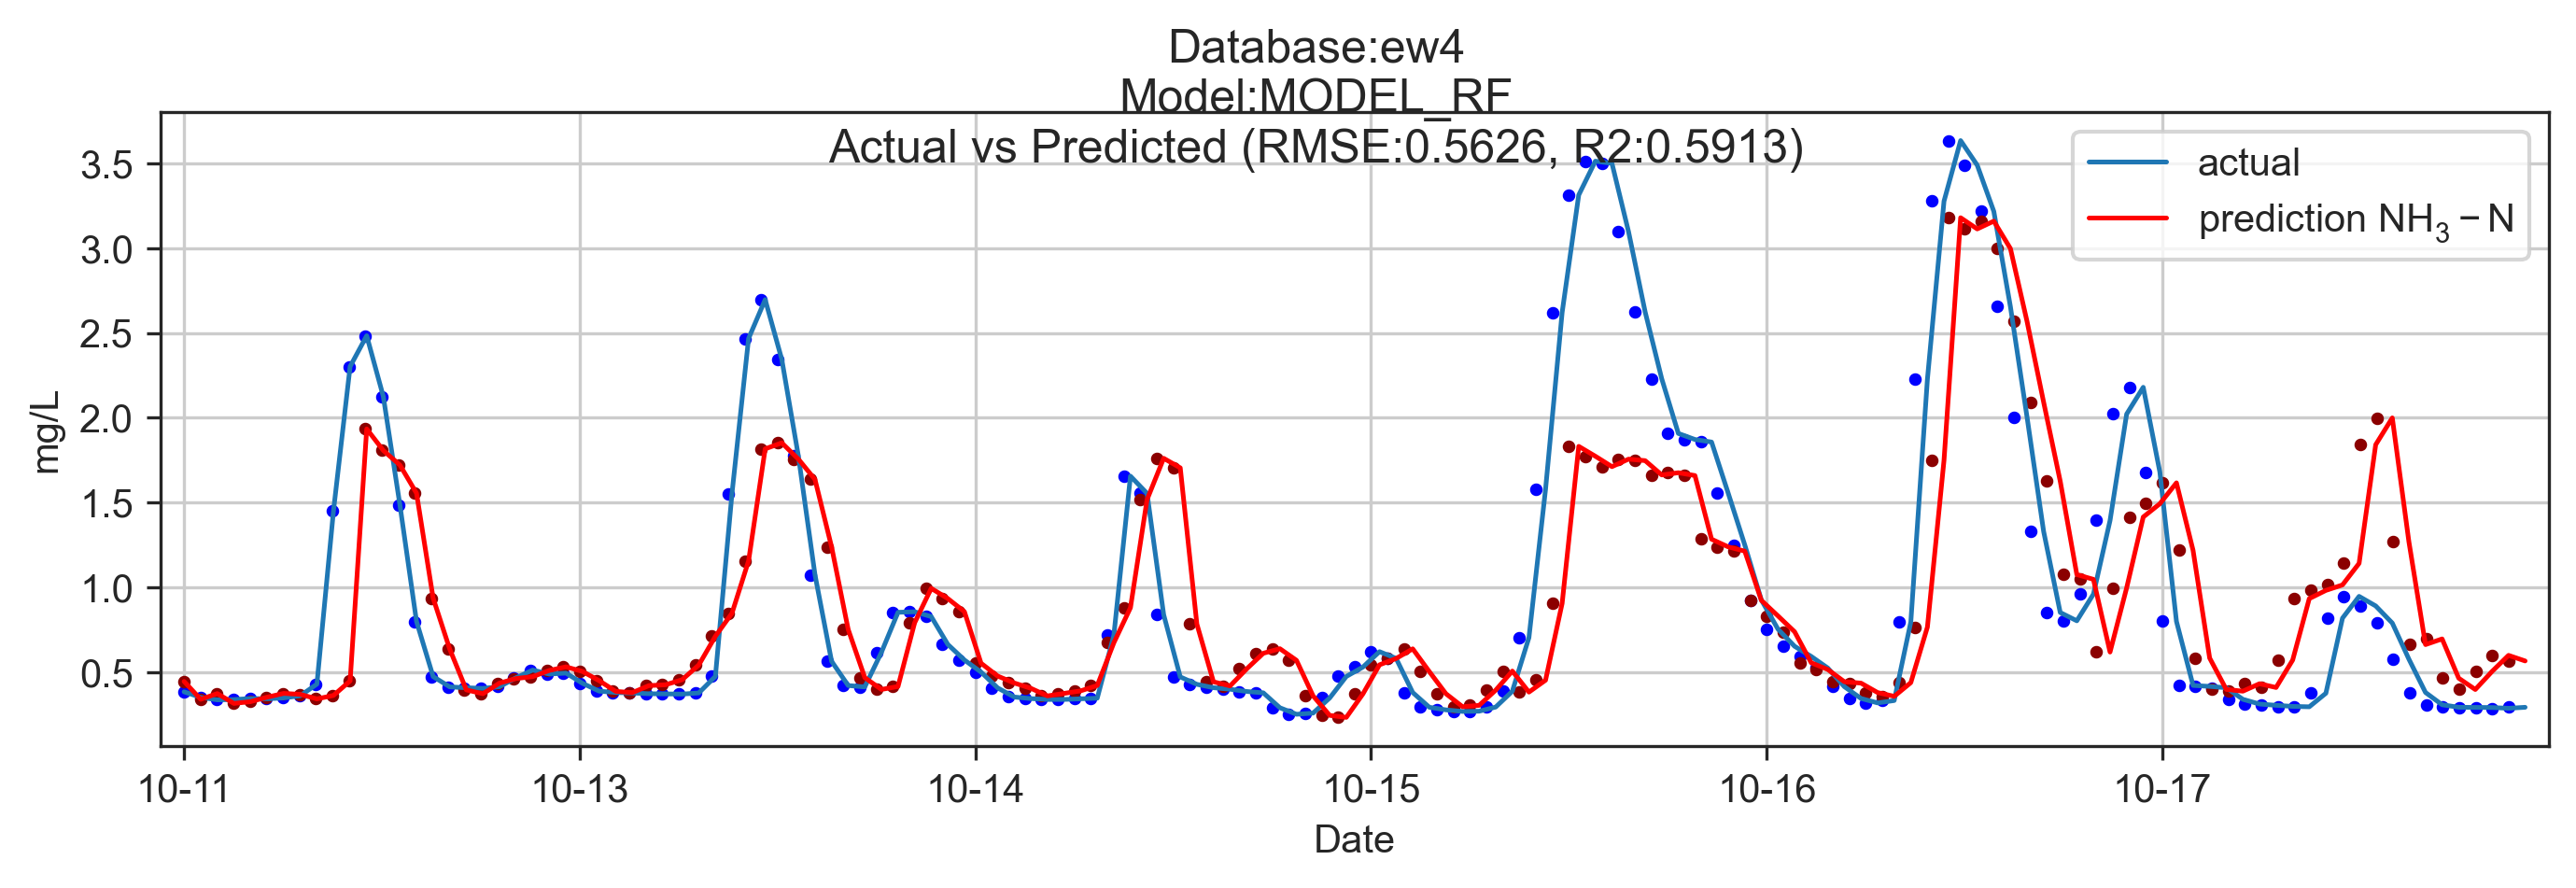 Database:ew4
Model:MODEL_RF
Actual vs Predicted (RMSE:0.5626, R2:0.5913)
actual
prediction NH₃ − N
mg/L
3.5
3.0
2.5
2.0
1.5
1.0
0.5
10-11 10-13 10-14 10-15 10-16 10-17
Date